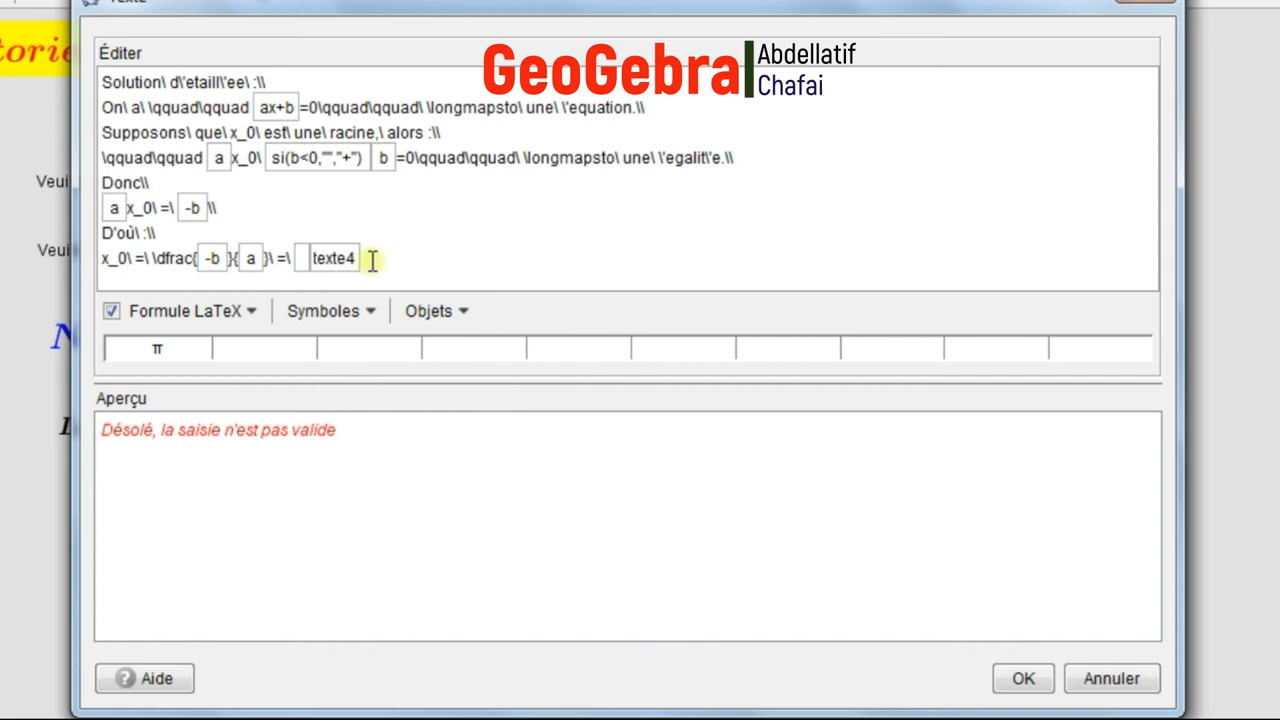 Texte
torie
Éditer
GeoGebra
Abdellatif
Chafai
Solution\ d\'etaill\'ee\ :\\
On\ a\ \qquad\qquad ax+b =0\qquad\qquad\ \longmapsto\ une\ \'equation.\\
Supposons\ que\ x_0\ est\ une\ racine,\ alors :\\
\qquad\qquad a x_0\ si(b<0,"","+") b =0\qquad\qquad\ \longmapsto\ une\ \'egalit\'e.\\
Donc\\
a x_0\ =\ -b \\
D'où\ :\\
x_0\ =\ \dfrac{ -b }{ a }\ =\ texte4
Veui
Veui
N
Formule LaTeX
Symboles
Objets
π
Aperçu
Désolé, la saisie n'est pas valide
Aide
OK
Annuler